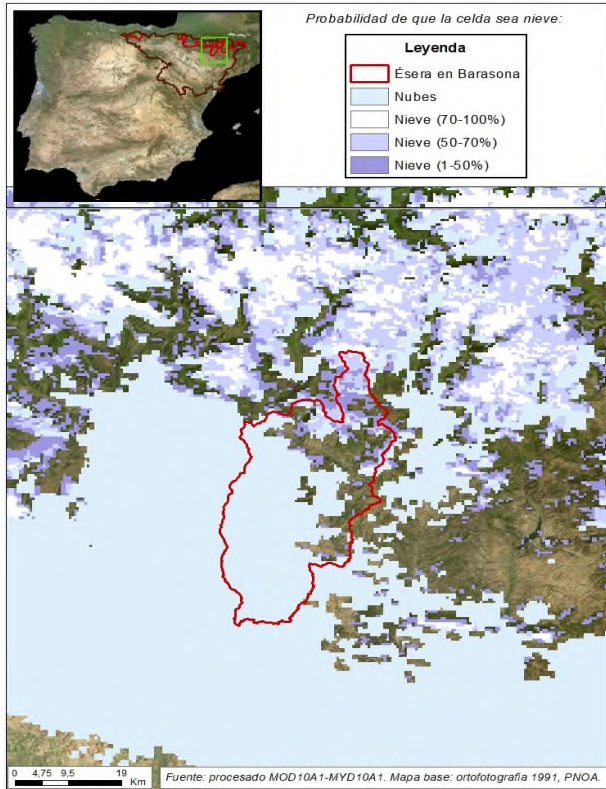 Probabilidad de que la celda sea nieve:
Leyenda
Ésera en Barasona
Nubes
Nieve (70-100%)
Nieve (50-70%)
Nieve (1-50%)
0 4,75 9,5 19
Km
Fuente: procesado MOD10A1-MYD10A1. Mapa base: ortofotografía 1991, PNOA.